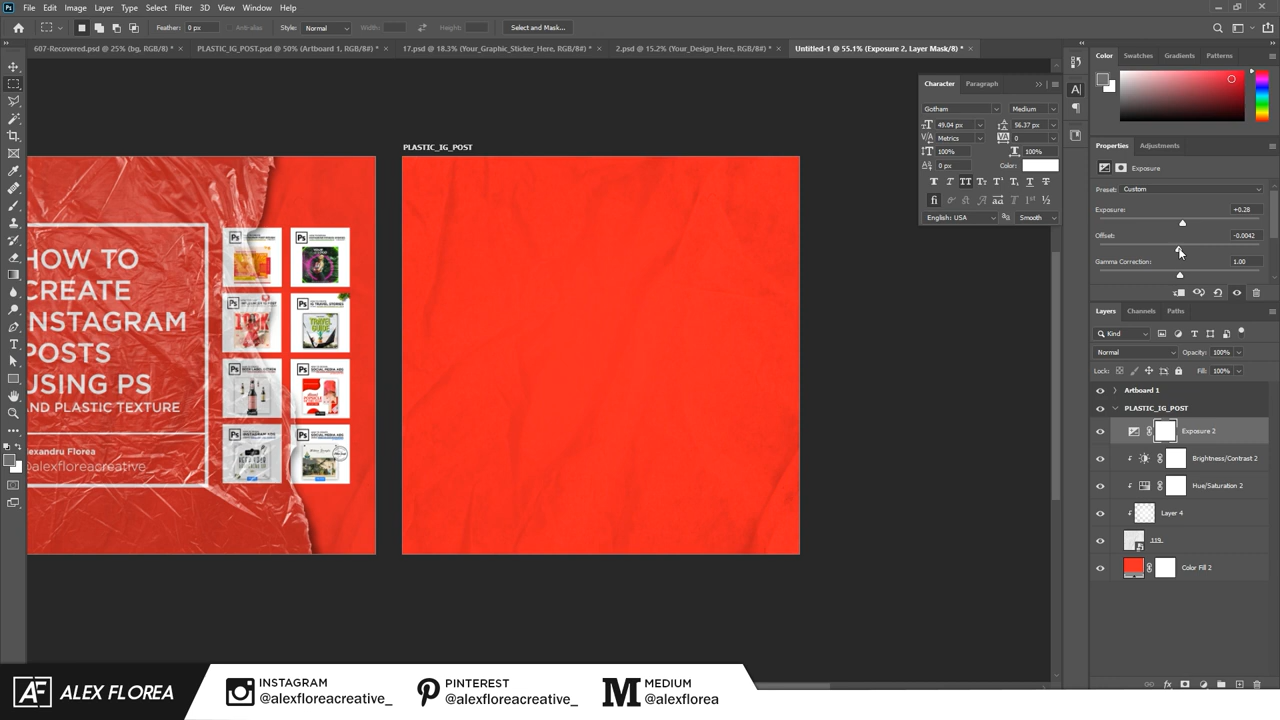 Ps File Edit Image Layer Type Select Filter 3D View Window Help
Feather: 0 px Anti-alias Style: Normal Width: Height: Select and Mask...
607-Recovered.psd @ 25% (bg, RGB/8) * × PLASTIC_IG_POST.psd @ 50% (Artboard 1, RGB/8#) * × 17.psd @ 18.3% (Your_Graphic_Sticker_Here, RGB/8#) * × 2.psd @ 15.2% (Your_Design_Here, RGB/8#) * × Untitled-1 @ 55.1% (Exposure 2, Layer Mask/8) * ×
PLASTIC_IG_POST
HOW TO
CREATE
INSTAGRAM
POSTS
USING PS
AND PLASTIC TEXTURE
exandru Florea
@alexfloreacreative
Character Paragraph
Gotham Medium
49.04 px 56.37 px
Metrics 0
100% 100%
0 px Color:
English: USA Smooth
Color Swatches Gradients Patterns
Properties Adjustments
Exposure
Preset: Custom
Exposure: +0.28
Offset: -0.0042
Gamma Correction: 1.00
Layers Channels Paths
Kind
Normal Opacity: 100%
Lock: Fill: 100%
Artboard 1
PLASTIC_IG_POST
Exposure 2
Brightness/Contrast 2
Hue/Saturation 2
Layer 4
119.
Color Fill 2
AF ALEX FLOREA
INSTAGRAM
@alexfloreacreative_
PINTEREST
@alexfloreacreative_
MEDIUM
@alexflorea